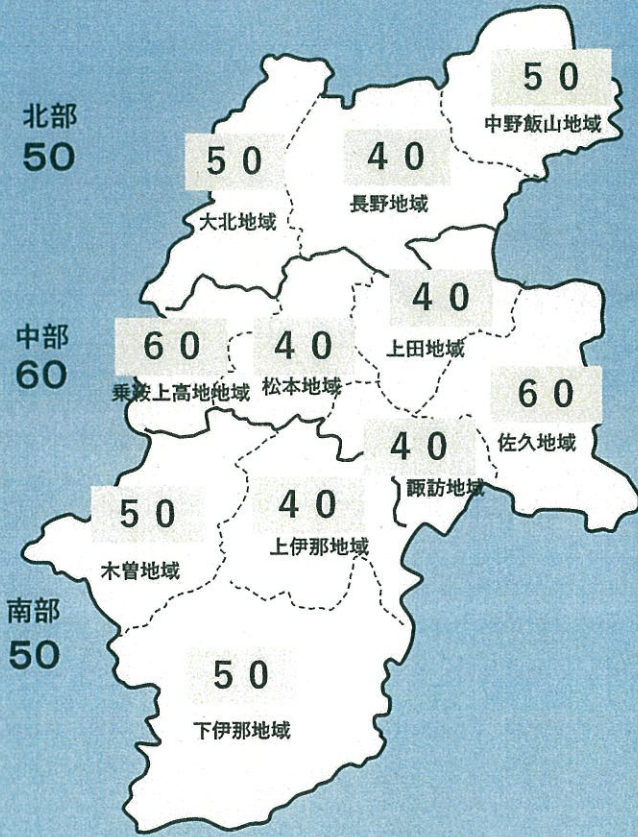 ５０
中野飯山地域
北部
50
５０
大北地域
４０
長野地域
４０
上田地域
中部
60
６０
乗鞍上高地地域
４０
松本地域
６０
佐久地域
４０
諏訪地域
５０
木曽地域
４０
上伊那地域
南部
50
５０
下伊那地域